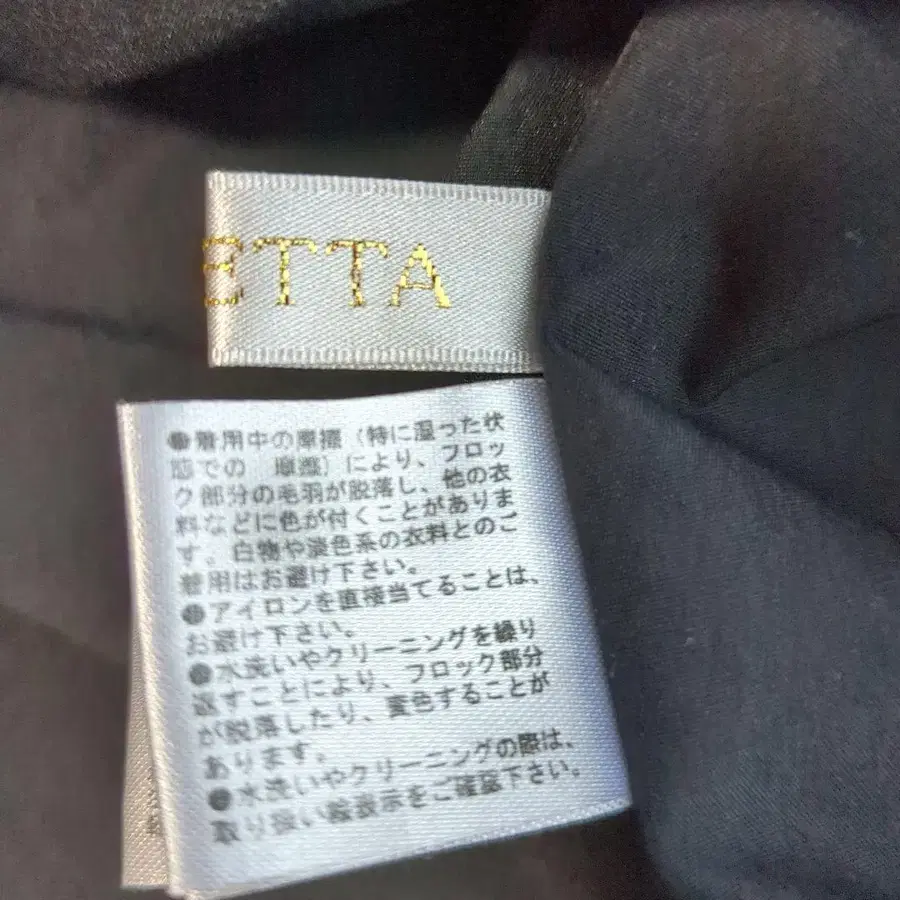 ETTA
●着用中の摩擦（特に湿った状
態での 摩擦）により、フロッ
ク部分の毛羽が脱落し、他の衣
料などに色が付くことがありま
す。白物や淡色系の衣料とのご
着用はお避け下さい。
●アイロンを直接当てることは、
お避け下さい。
●水洗いやクリーニングを繰り
返すことにより、フロック部分
が脱落したり、変色することが
あります。
●水洗いやクリーニングの際は、
取り扱い絵表示をご確認下さい。